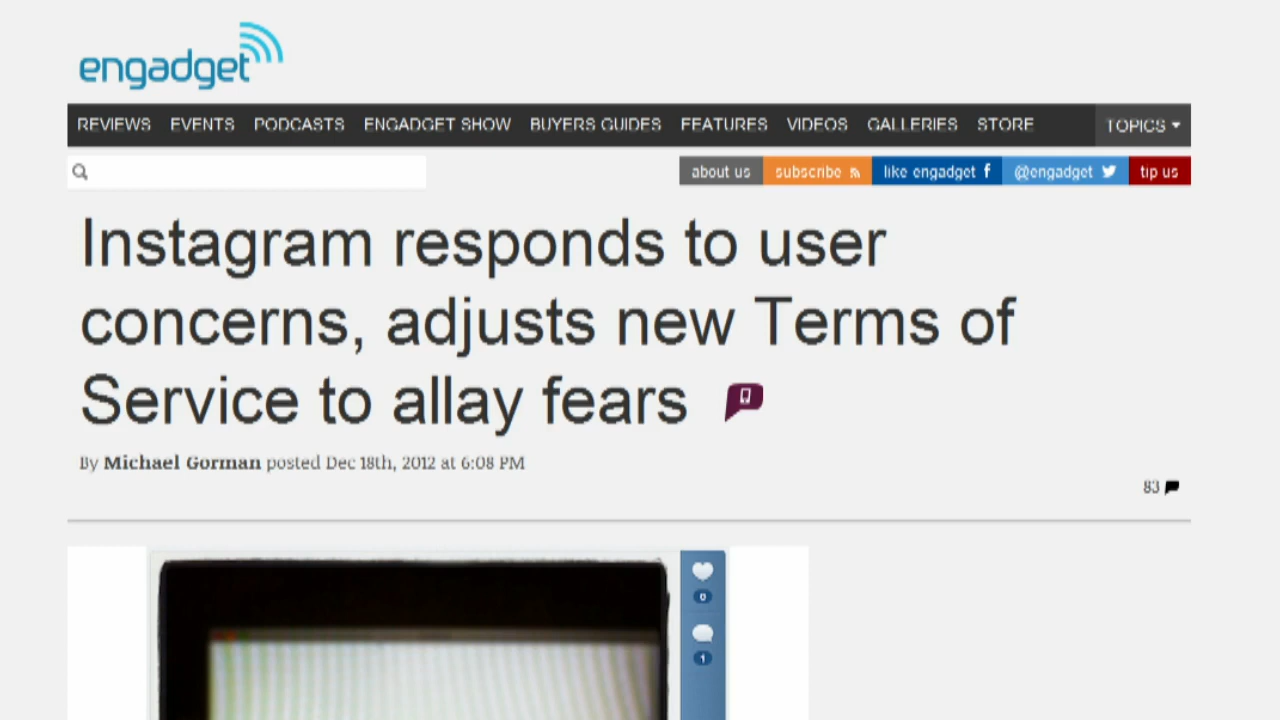 engadget
REVIEWS EVENTS PODCASTS ENGADGET SHOW BUYERS GUIDES FEATURES VIDEOS GALLERIES STORE TOPICS
about us subscribe like engadget f @engadget tip us
Instagram responds to user
concerns, adjusts new Terms of
Service to allay fears
By Michael Gorman posted Dec 18th, 2012 at 6:08 PM
83
0
1